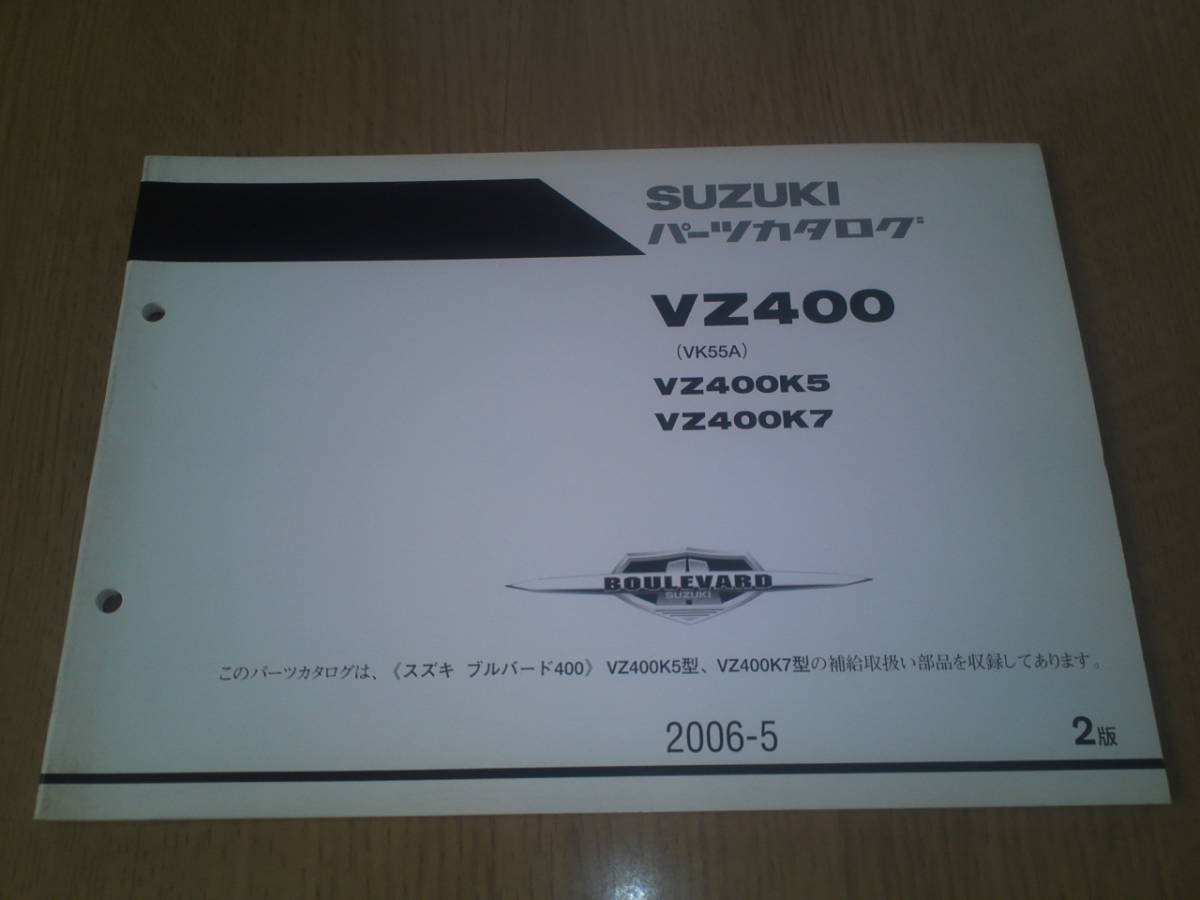 SUZUKI
パーツカタログ
VZ400
（VK55A）
VZ400K5
VZ400K7
BOULEVARD
SUZUKI
このパーツカタログは、《スズキ ブルバード400》 VZ400K5型、VZ400K7型の補給取扱い部品を収録してあります。
2006-5
2版